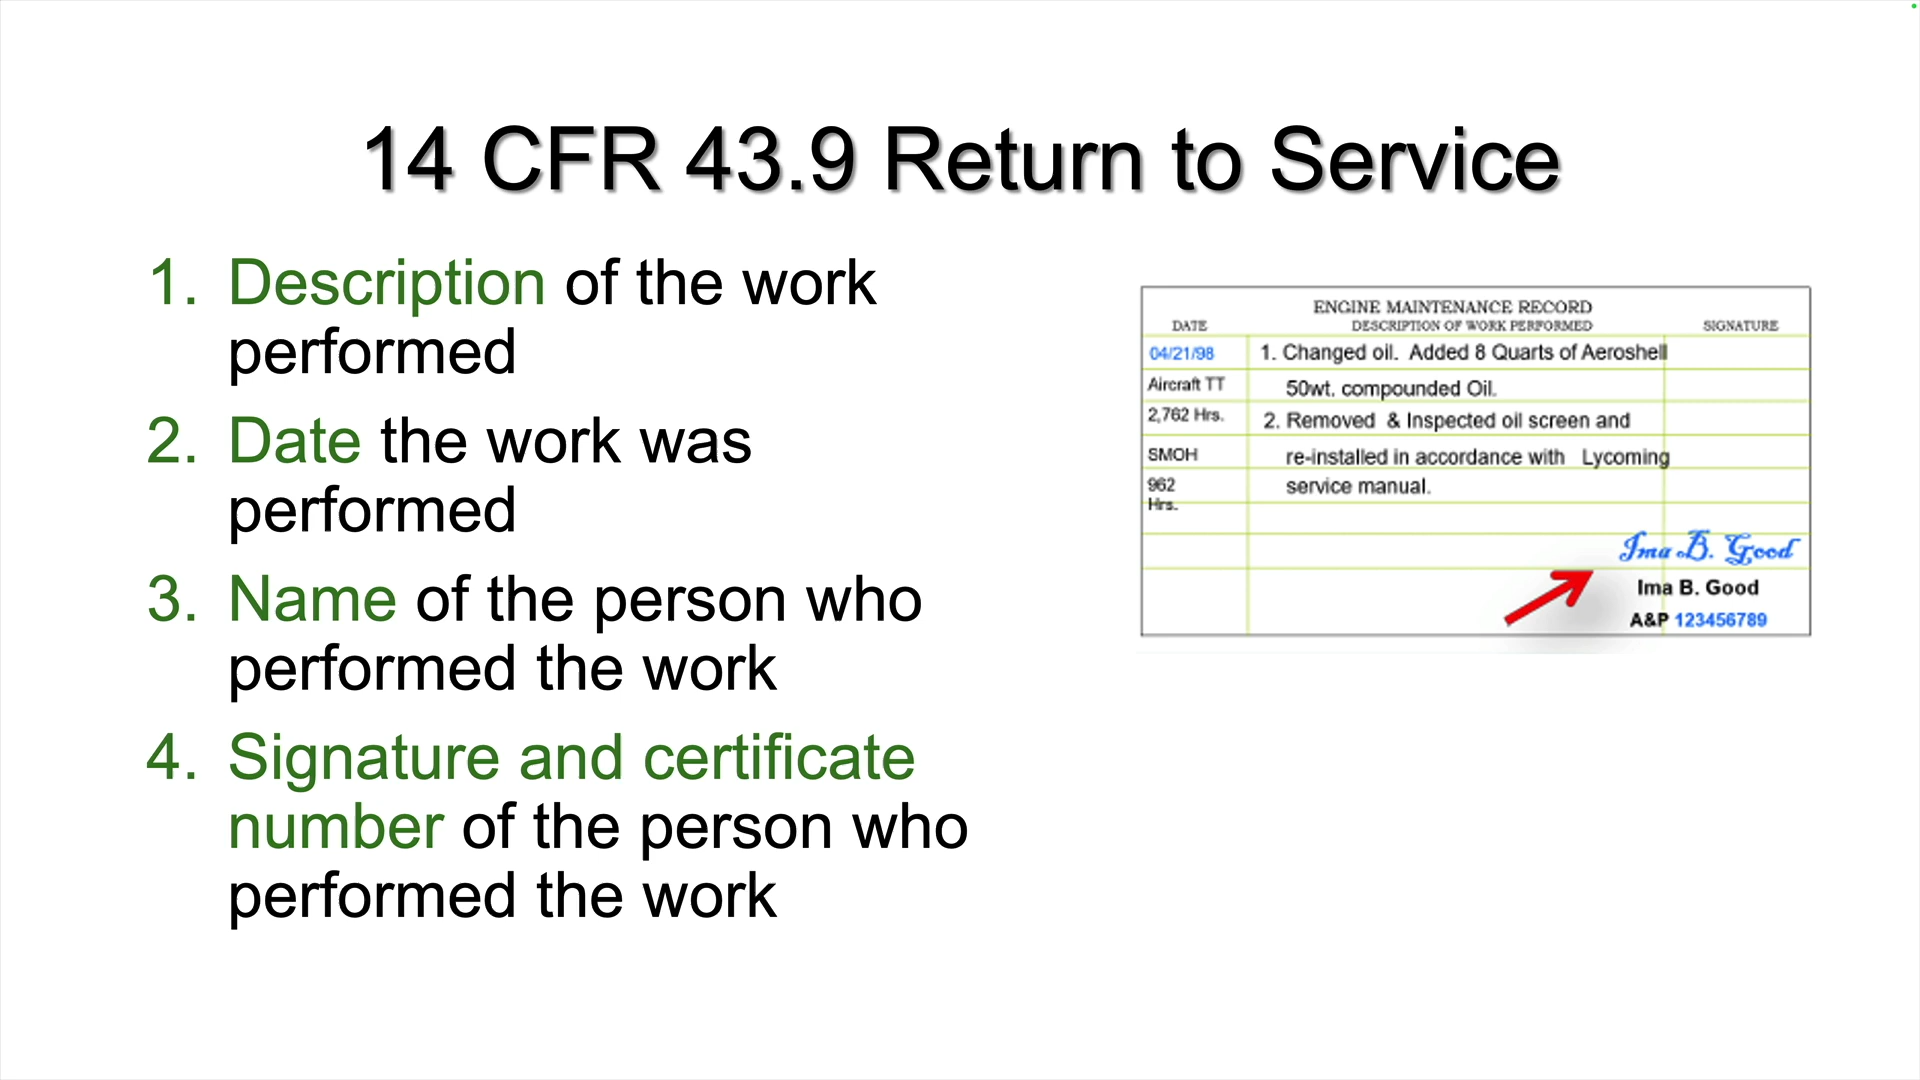 14 CFR 43.9 Return to Service
1. Description of the work
performed
2. Date the work was
performed
3. Name of the person who
performed the work
4. Signature and certificate
number of the person who
performed the work
ENGINE MAINTENANCE RECORD
DATE DESCRIPTION OF WORK PERFORMED SIGNATURE
04/21/98 1. Changed oil. Added 8 Quarts of Aeroshell
Aircraft TT 50wt. compounded Oil.
2,762 Hrs. 2. Removed & Inspected oil screen and
SMOH re-installed in accordance with Lycoming
962 service manual.
Hrs.
Ima B. Good
Ima B. Good
A&P 123456789